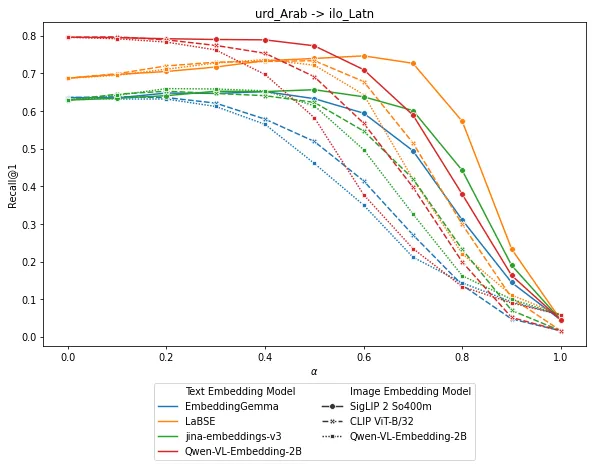 urd_Arab -> ilo_Latn
Recall@1
0.8
0.7
0.6
0.5
0.4
0.3
0.2
0.1
0.0
0.0 0.2 0.4 0.6 0.8 1.0
α
Text Embedding Model Image Embedding Model
EmbeddingGemma SigLIP 2 So400m
LaBSE CLIP ViT-B/32
jina-embeddings-v3 Qwen-VL-Embedding-2B
Qwen-VL-Embedding-2B